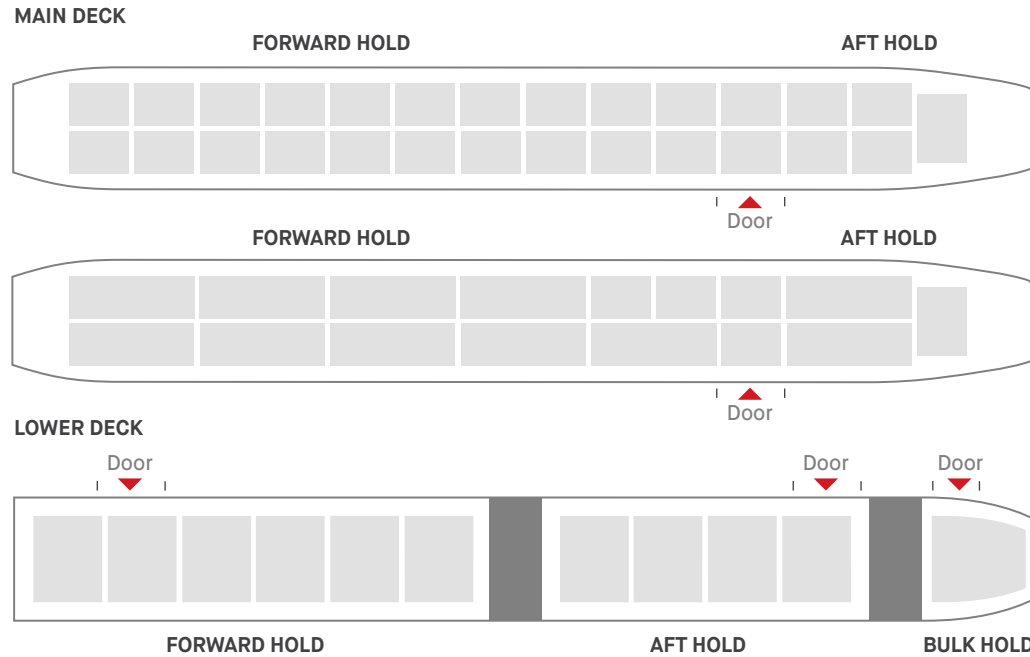 MAIN DECK
FORWARD HOLD AFT HOLD
Door
FORWARD HOLD AFT HOLD
Door
LOWER DECK
Door Door Door
FORWARD HOLD AFT HOLD BULK HOLD